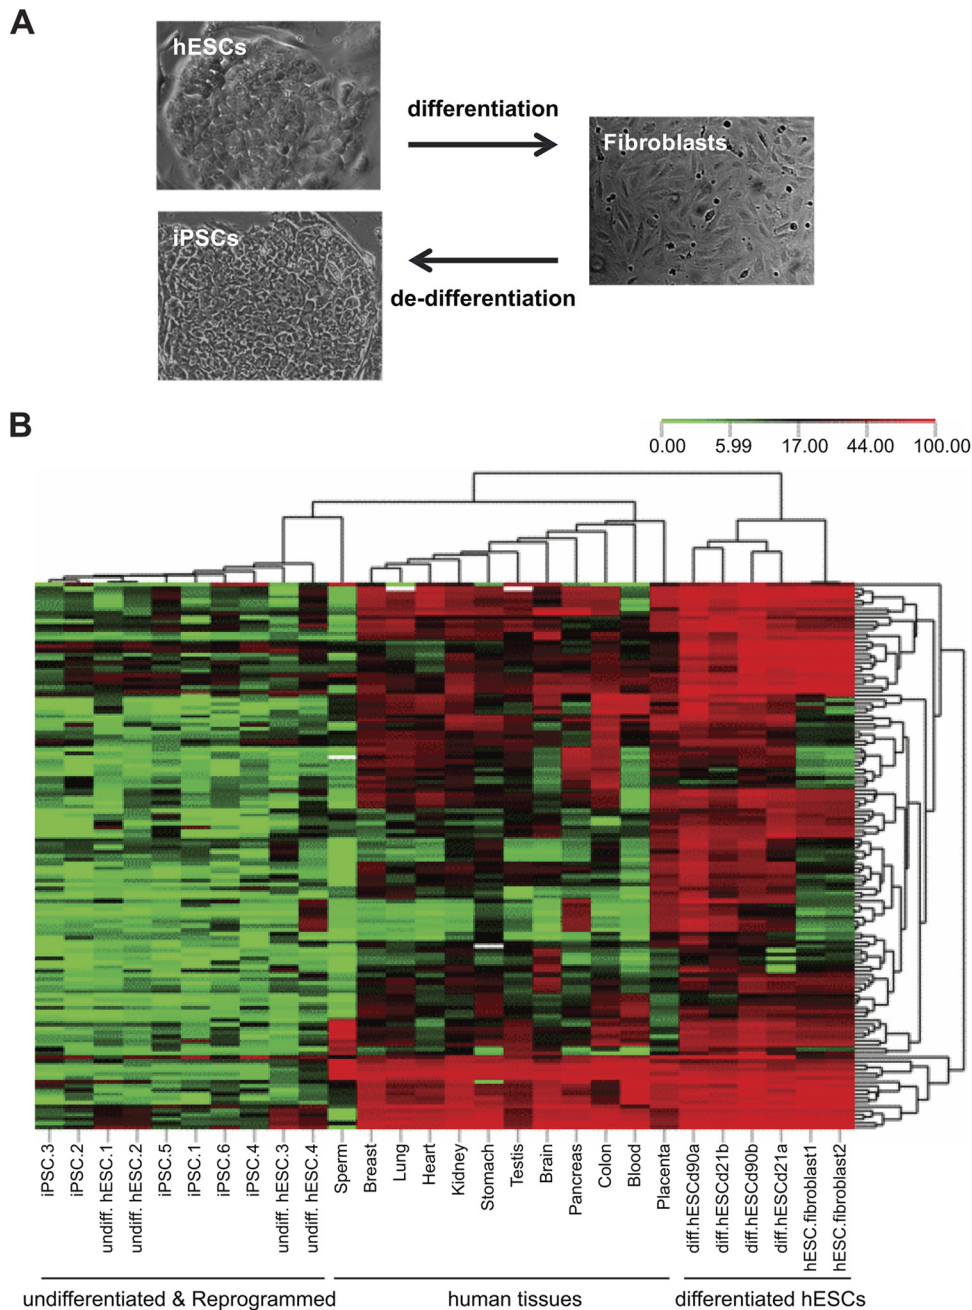 A
hESCs
differentiation
Fibroblasts
iPSCs
de-differentiation
B
0.00 5.99 17.00 44.00 100.00
iPSC.3
iPSC.2
undiff. hESC.1
undiff. hESC.2
iPSC.5
iPSC.1
iPSC.6
iPSC.4
undiff. hESC.3
undiff. hESC.4
Sperm
Breast
Lung
Heart
Kidney
Stomach
Testis
Brain
Pancreas
Colon
Blood
Placenta
diff.hESCd90a
diff.hESCd21b
diff.hESCd90b
diff.hESCd21a
hESC.fibroblast1
hESC.fibroblast2
undifferentiated & Reprogrammed
human tissues
differentiated hESCs